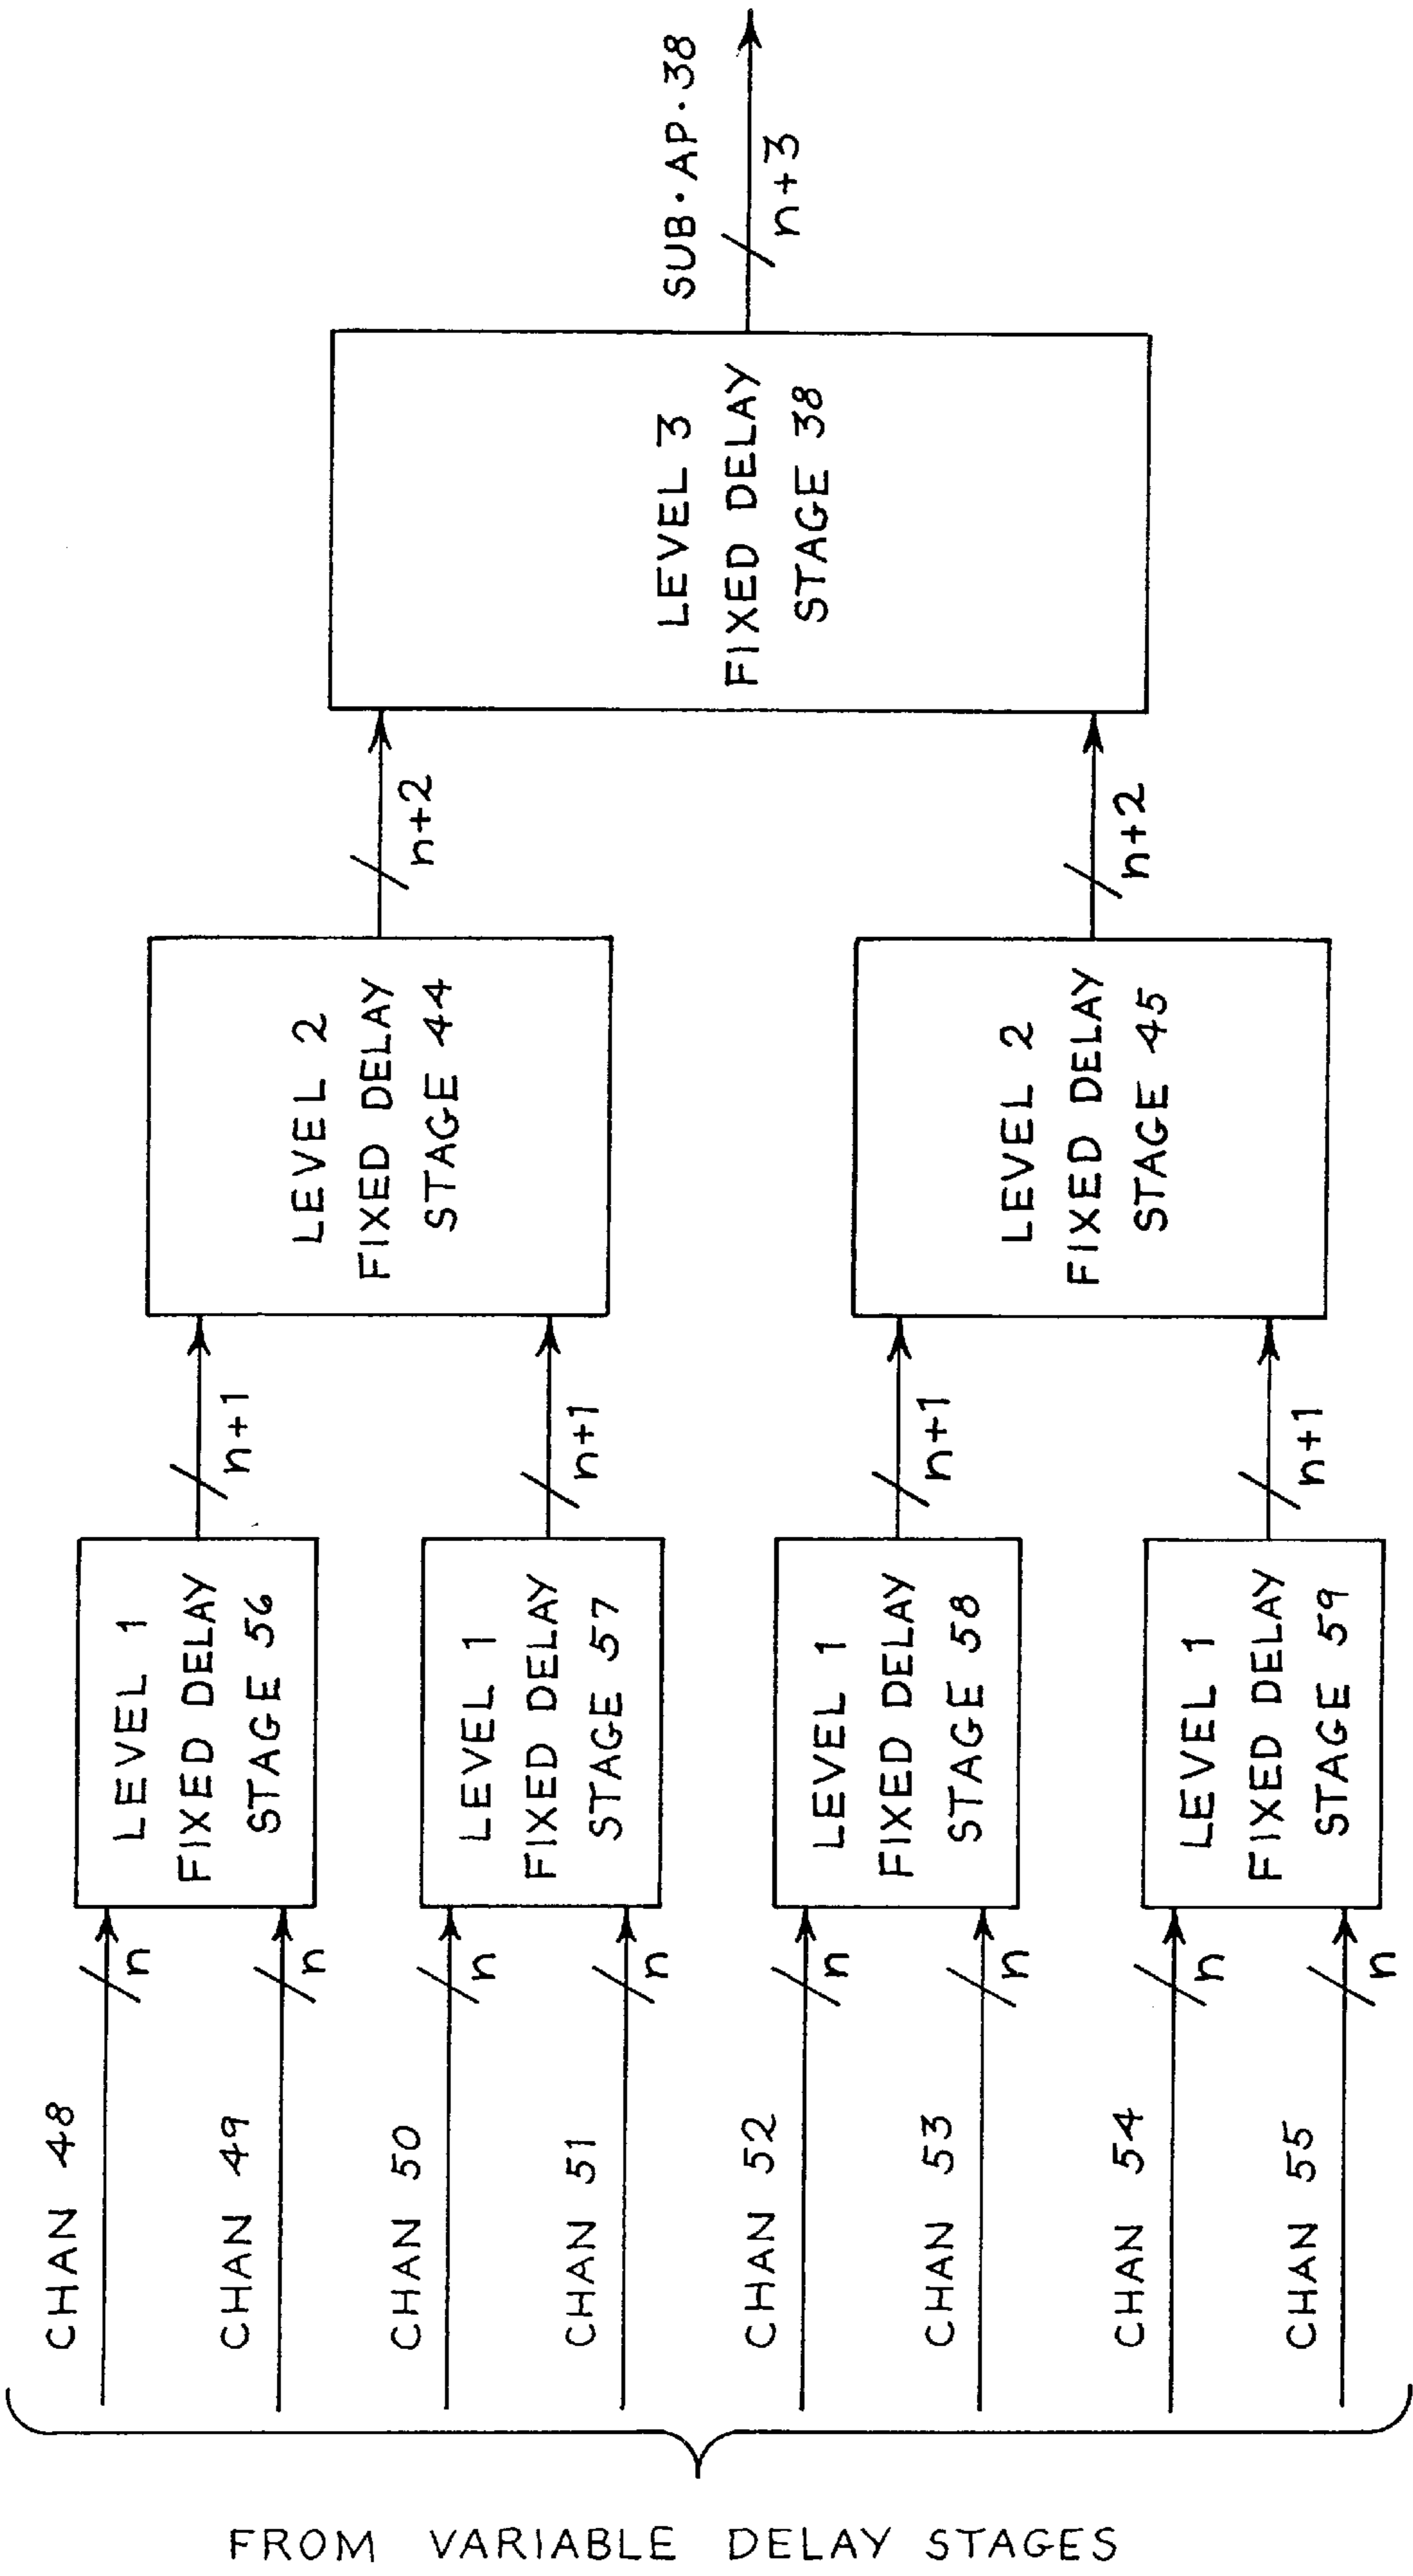 FROM VARIABLE DELAY STAGES
CHAN 48
n
CHAN 49
n
CHAN 50
n
CHAN 51
n
CHAN 52
n
CHAN 53
n
CHAN 54
n
CHAN 55
n
LEVEL 1
FIXED DELAY
STAGE 56
LEVEL 1
FIXED DELAY
STAGE 57
LEVEL 1
FIXED DELAY
STAGE 58
LEVEL 1
FIXED DELAY
STAGE 59
n+1
n+1
n+1
n+1
LEVEL 2
FIXED DELAY
STAGE 44
LEVEL 2
FIXED DELAY
STAGE 45
n+2
n+2
LEVEL 3
FIXED DELAY
STAGE 38
SUB·AP·38
n+3